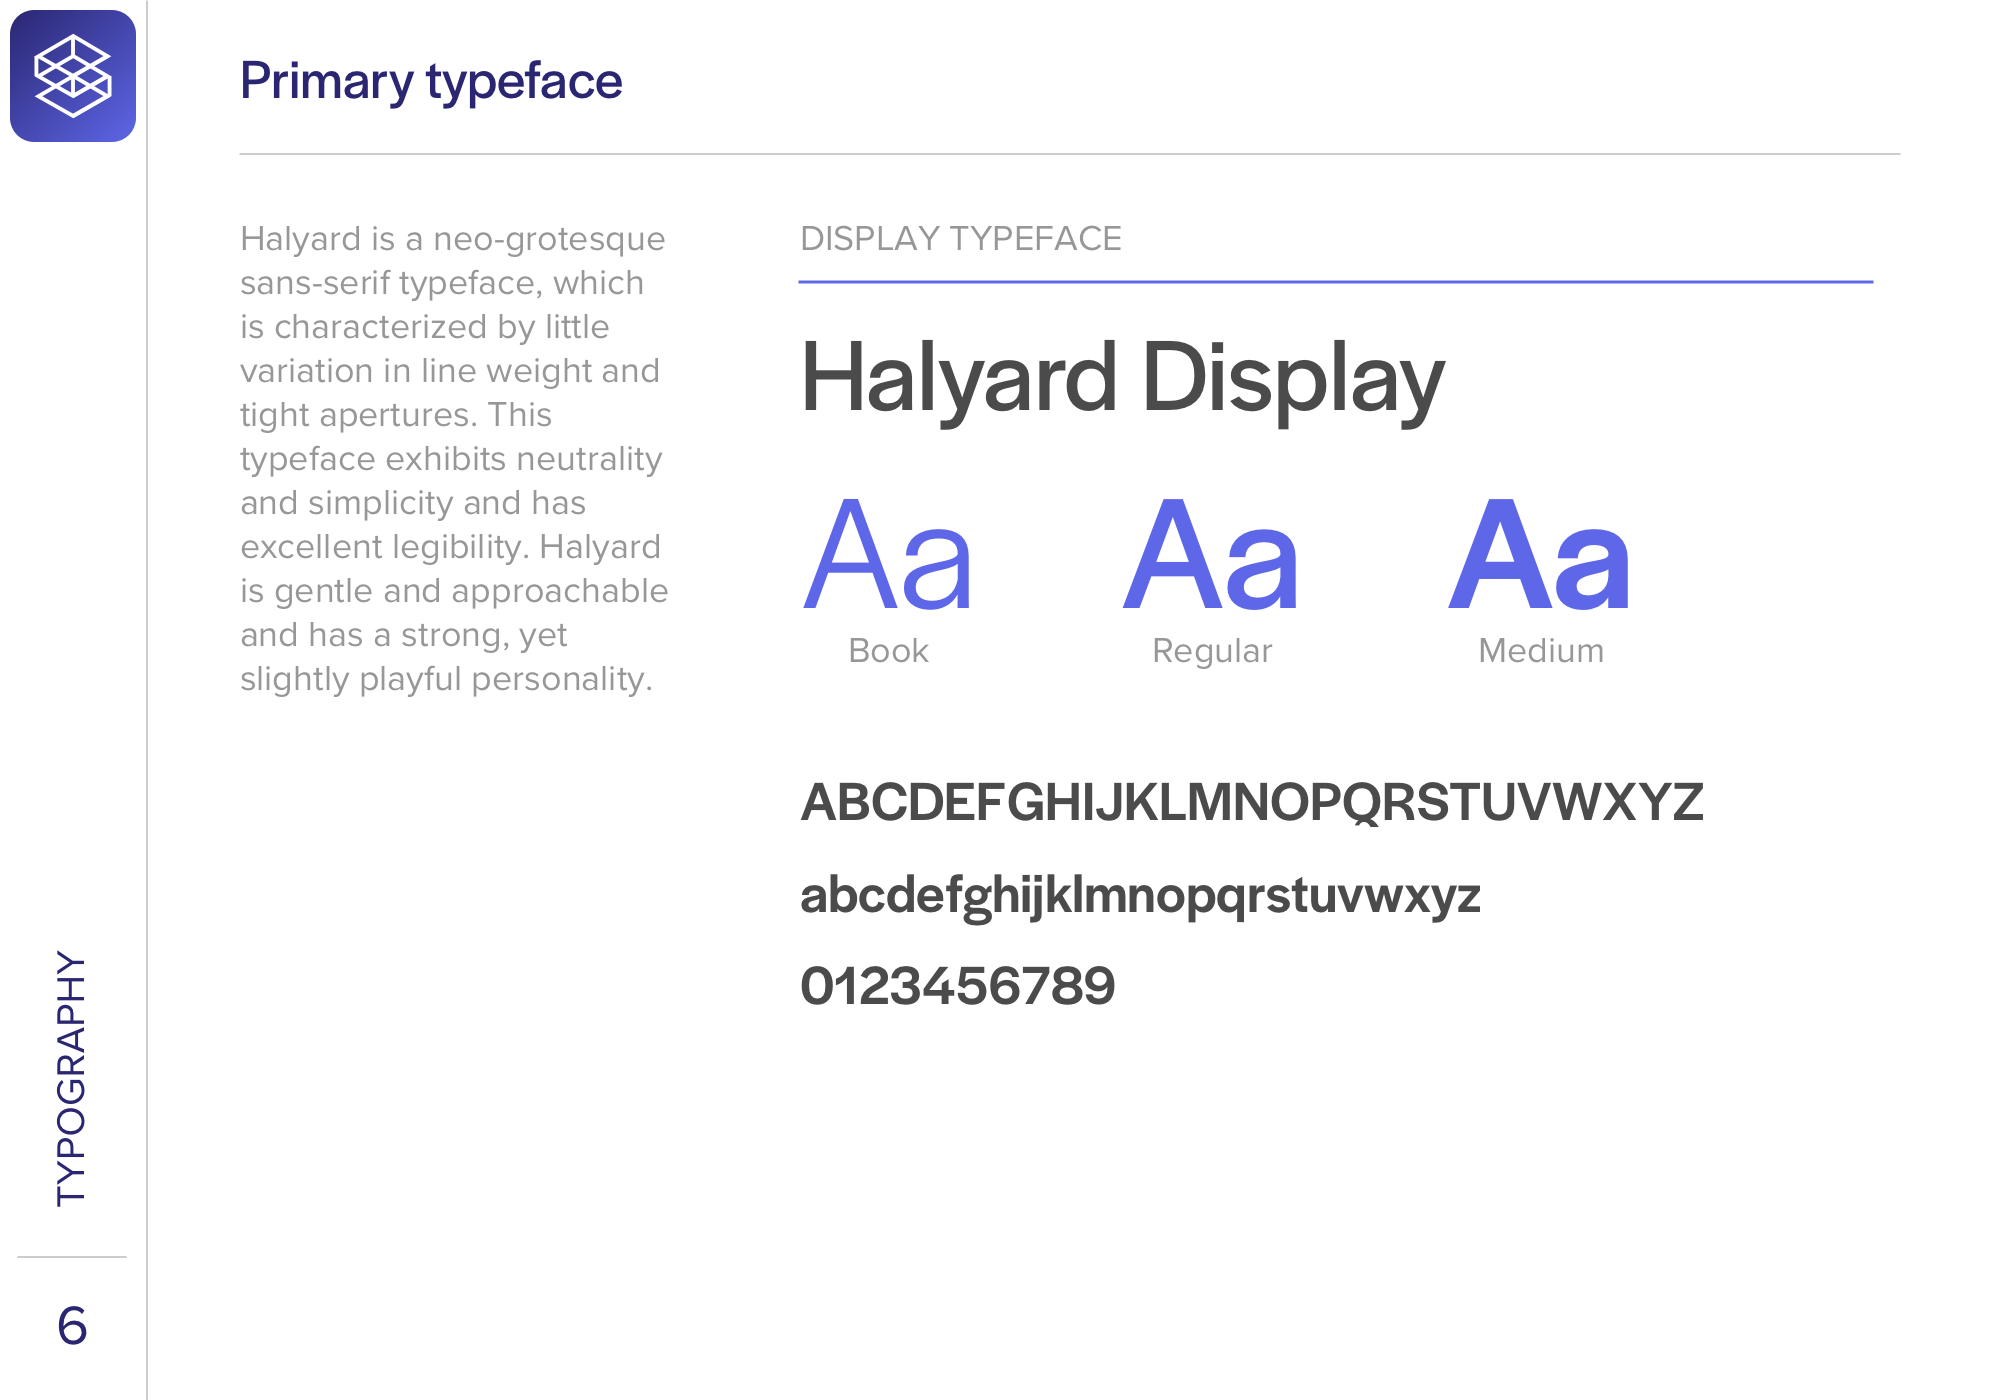 Primary typeface
Halyard is a neo-grotesque
sans-serif typeface, which
is characterized by little
variation in line weight and
tight apertures. This
typeface exhibits neutrality
and simplicity and has
excellent legibility. Halyard
is gentle and approachable
and has a strong, yet
slightly playful personality.
DISPLAY TYPEFACE
Halyard Display
Aa Aa Aa
Book Regular Medium
ABCDEFGHIJKLMNOPQRSTUVWXYZ
abcdefghijklmnopqrstuvwxyz
0123456789
TYPOGRAPHY
6